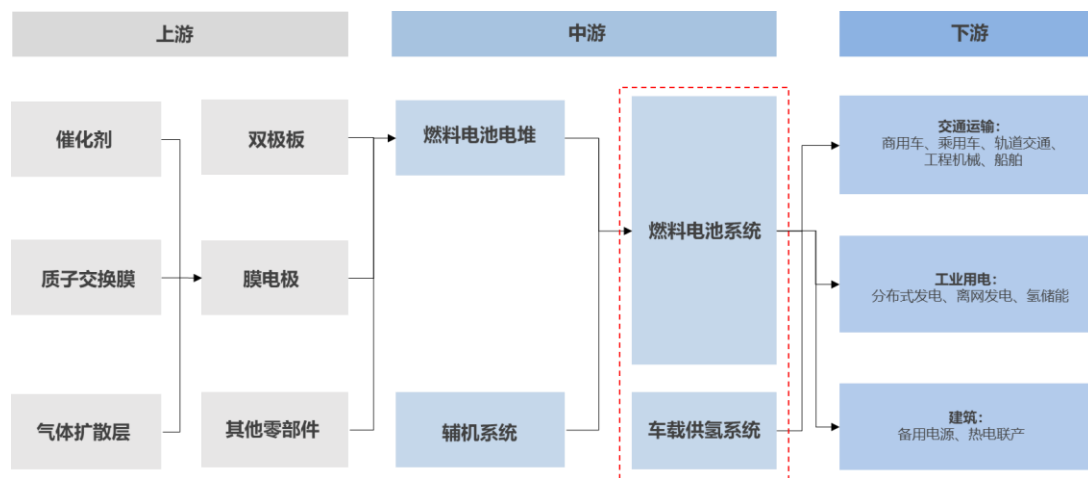 上游
中游
下游
催化剂
双极板
燃料电池电堆
交通运输:
商用车、乘用车、轨道交通、
工程机械、船舶
质子交换膜
膜电极
燃料电池系统
工业用电:
分布式发电、离网发电、氢储能
气体扩散层
其他零部件
辅机系统
车载供氢系统
建筑:
备用电源、热电联产